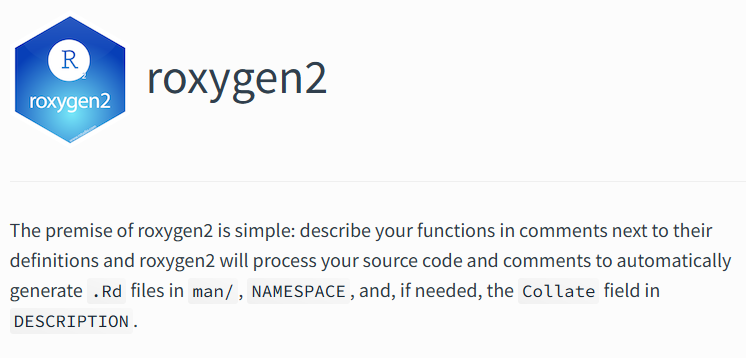 R
2
roxygen2
roxygen2
The premise of roxygen2 is simple: describe your functions in comments next to their
definitions and roxygen2 will process your source code and comments to automatically
generate .Rd files in man/, NAMESPACE, and, if needed, the Collate field in
DESCRIPTION.